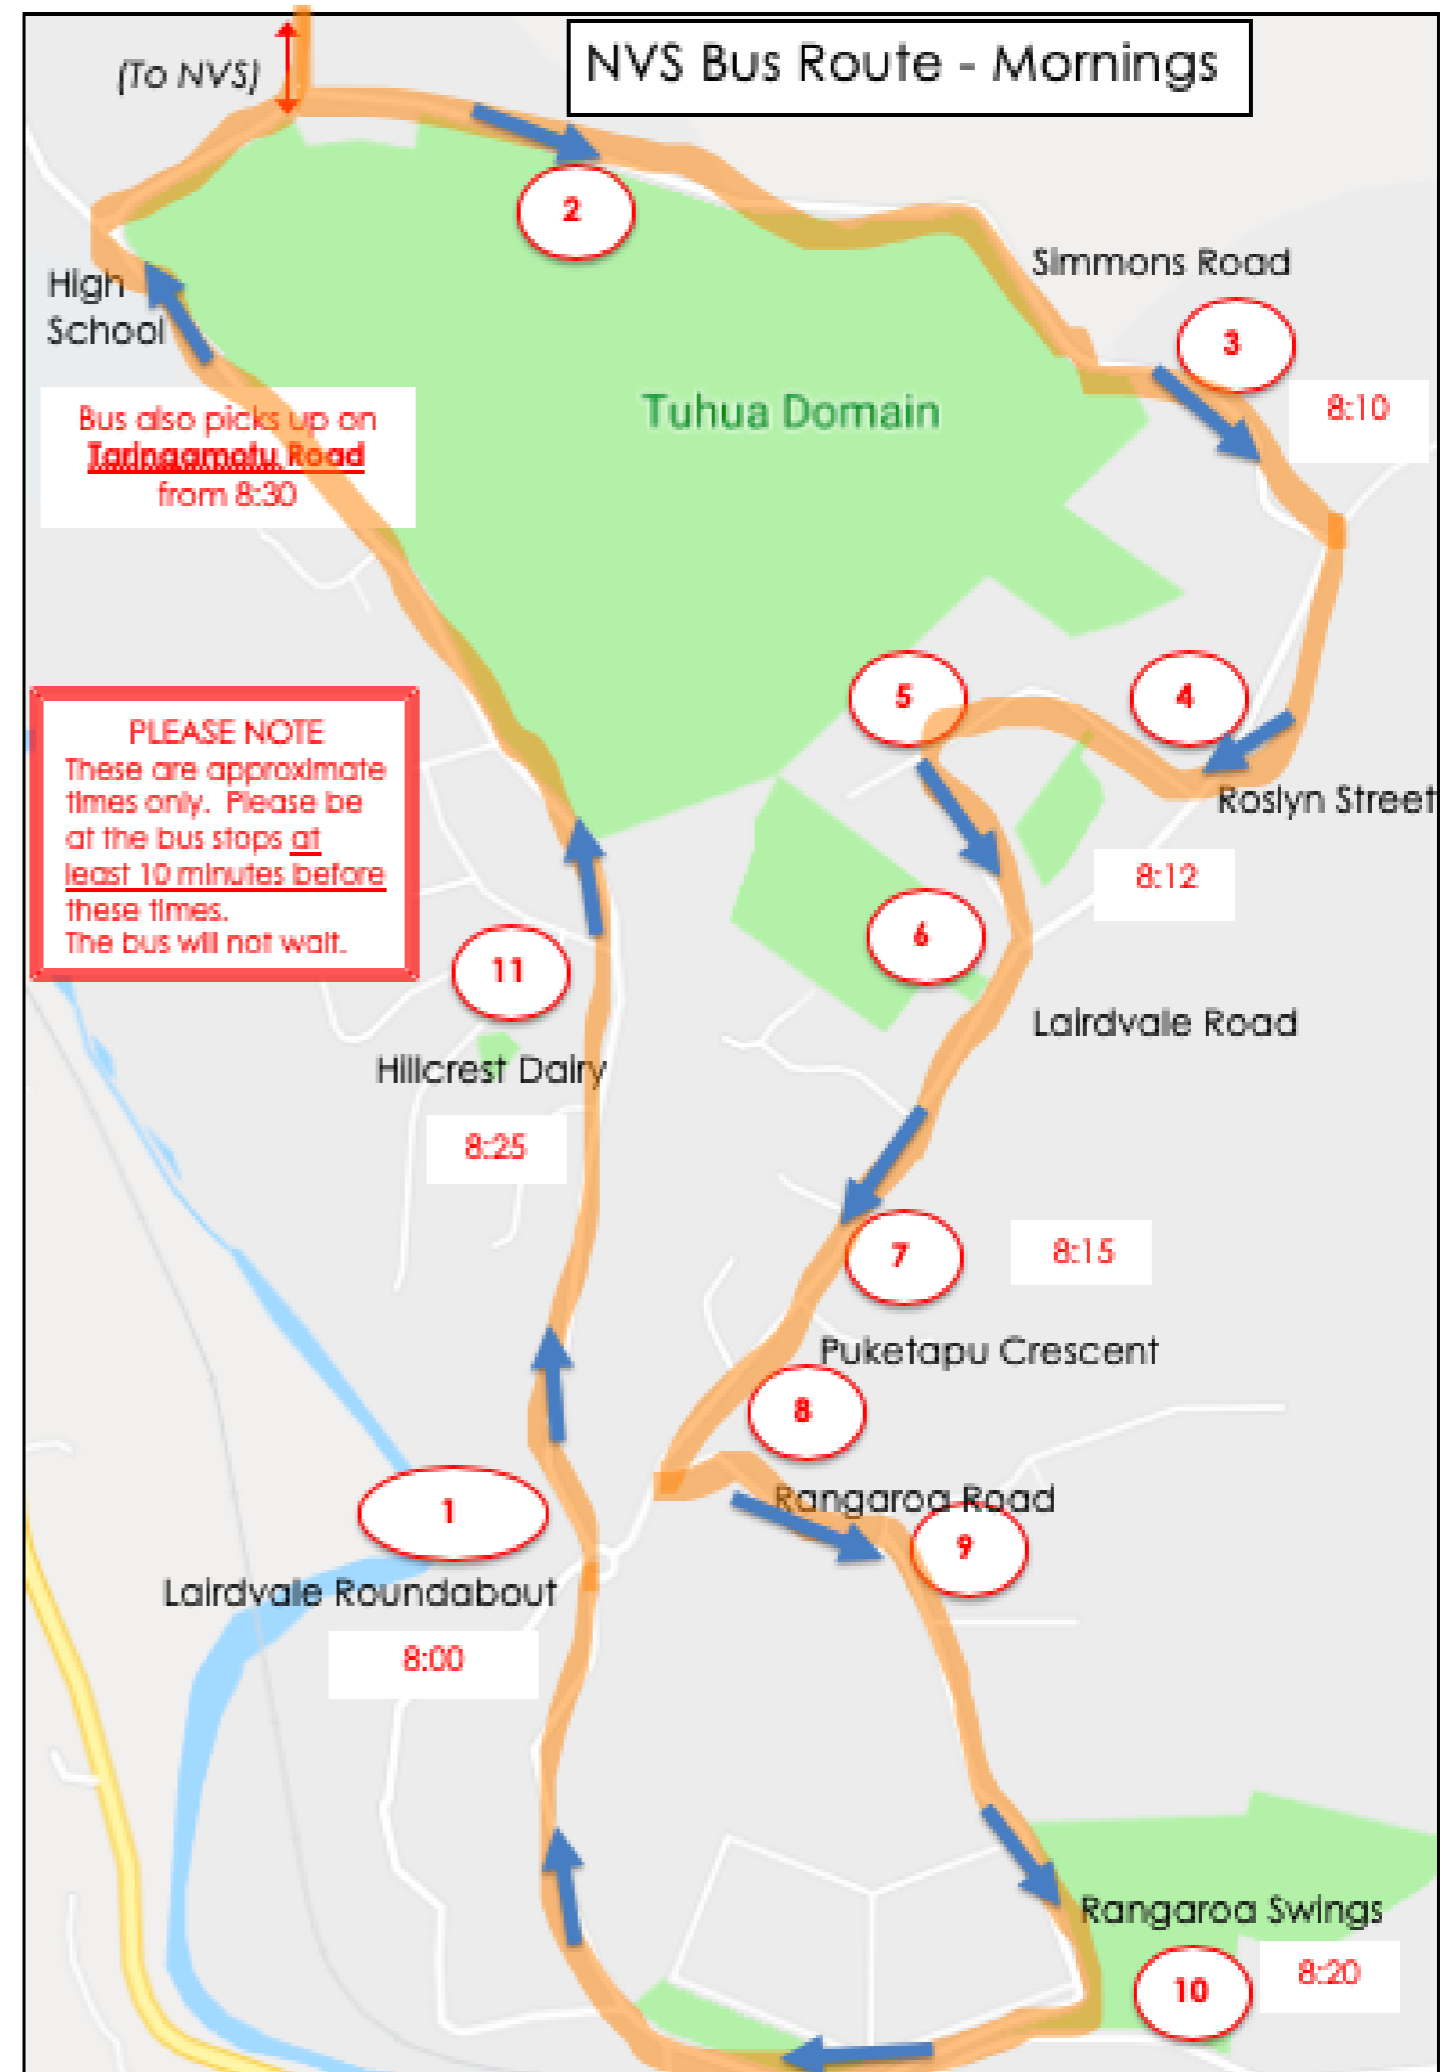 NVS Bus Route - Mornings
(To NVS)
2
High
School
Simmons Road
3
8:10
Bus also picks up on
Taringamotu Road
from 8:30
Tuhua Domain
PLEASE NOTE
These are approximate
times only. Please be
at the bus stops at
least 10 minutes before
these times.
The bus will not wait.
5
4
Roslyn Street
8:12
6
11
Lairdvale Road
Hillcrest Dairy
8:25
7
8:15
Puketapu Crescent
8
Rangaroa Road
9
1
Lairdvale Roundabout
8:00
Rangaroa Swings
10
8:20